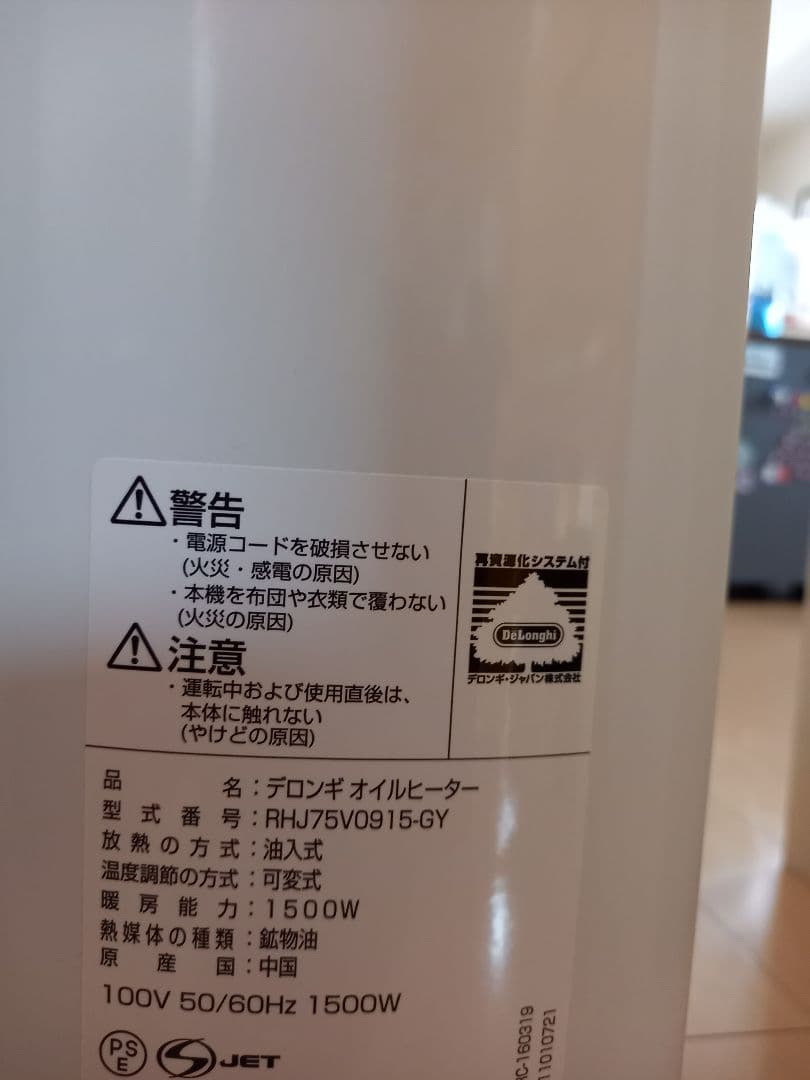 警告
・電源コードを破損させない
(火災・感電の原因)
・本機を布団や衣類で覆わない
(火災の原因)
注意
・運転中および使用直後は、
本体に触れない
(やけどの原因)
再資源化システム付
DeLonghi
デロンギ・ジャパン株式会社
品名：デロンギ オイルヒーター
型式番号：RHJ75V0915-GY
放熱の方式：油入式
温度調節の方式：可変式
暖房能力：1500W
熱媒体の種類：鉱物油
原産国：中国
100V 50/60Hz 1500W
PS
E
JET
C-160319
11010721